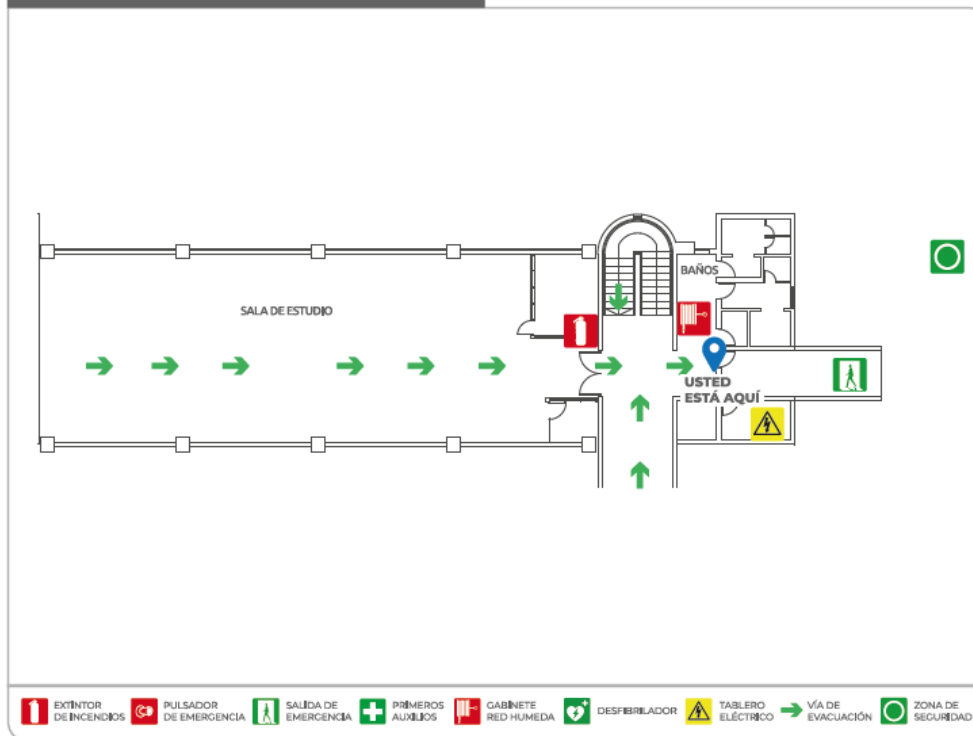 BAÑOS
SALA DE ESTUDIO
USTED
ESTÁ AQUÍ
EXTINTOR
DE INCENDIOS
PULSADOR
DE EMERGENCIA
SALIDA DE
EMERGENCIA
PRIMEROS
AUXILIOS
GABINETE
RED HUMEDA
DESFIBRILADOR
TABLERO
ELÉCTRICO
VÍA DE
EVACUACIÓN
ZONA DE
SEGURIDAD